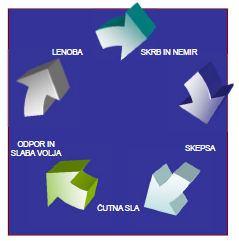 LENOBA
SKRB IN NEMIR
ODPOR IN
SLABA VOLJA
SKEPSA
ČUTNA SLA